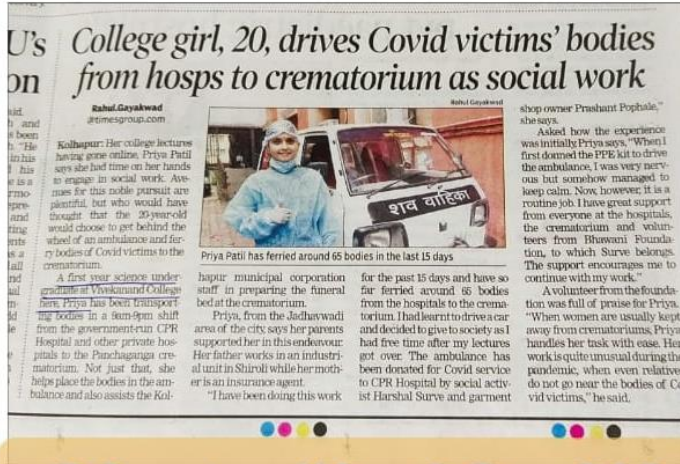 U's
on
College girl, 20, drives Covid victims' bodies
from hosps to crematorium as social work
Rahul.Gayakwad
@timesgroup.com
Kolhapur: Her college lectures
having gone online, Priya Patil
says she had time on her hands
to engage in social work. Ave-
nues for this noble pursuit are
plentiful, but who would have
thought that the 20-year-old
would choose to get behind the
wheel of an ambulance and fer-
ry bodies of Covid victims to the
crematorium.
A first year science under-
graduate at Vivekanand College
here, Priya has been transport-
ing bodies in a 9am-9pm shift
from the government-run CPR
Hospital and other private hos-
pitals to the Panchaganga cre-
matorium. Not just that, she
helps place the bodies in the am-
bulance and also assists the Kol-
Rahul Gayakwad
शव वाहिका
Priya Patil has ferried around 65 bodies in the last 15 days
hapur municipal corporation
staff in preparing the funeral
bed at the crematorium.
Priya, from the Jadhavwadi
area of the city, says her parents
supported her in this endeavour.
Her father works in an industri-
al unit in Shiroli while her moth-
er is an insurance agent.
"I have been doing this work
for the past 15 days and have so
far ferried around 65 bodies
from the hospitals to the crema-
torium. I had learnt to drive a car
and decided to give to society as I
had free time after my lectures
got over. The ambulance has
been donated for Covid service
to CPR Hospital by social activ-
ist Harshal Surve and garment
shop owner Prashant Pophale,"
she says.
Asked how the experience
was initially, Priya says, "When I
first donned the PPE kit to drive
the ambulance, I was very nerv-
ous but somehow managed to
keep calm. Now, however, it is a
routine job. I have great support
from everyone at the hospitals,
the crematorium and volun-
teers from Bhawani Founda-
tion, to which Surve belongs.
The support encourages me to
continue with my work."
A volunteer from the founda-
tion was full of praise for Priya.
"When women are usually kept
away from crematoriums, Priya
handles her task with ease. Her
work is quite unusual during the
pandemic, when even relative
do not go near the bodies of Co
vid victims," he said.